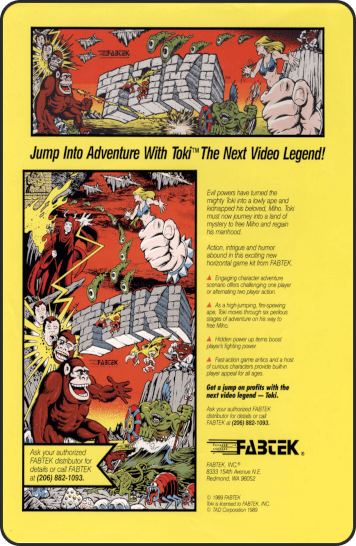 FABTEK
TOKI
Jump Into Adventure With Toki™ The Next Video Legend!
Evil powers have turned the
mighty Toki into a lowly ape and
kidnapped his beloved, Miho. Toki
must now journey into a land of
mystery to free Miho and regain
his manhood.
Action, intrigue and humor
abound in this exciting new
horizontal game kit from FABTEK.
▲ Engaging character adventure
scenario offers challenging one player
or alternating two player action.
▲ As a high-jumping, fire-spewing
ape, Toki moves through six perilous
stages of adventure on his way to
free Miho.
▲ Hidden power up items boost
player's fighting power.
▲ Fast-action game antics and a host
of curious characters provide built-in
player appeal for all ages.
Get a jump on profits with the
next video legend — Toki.
Ask your authorized FABTEK
distributor for details or call
FABTEK at (206) 882-1093.
FABTEK®
FABTEK, INC.®
8333 154th Avenue N.E.
Redmond, WA 98052
© 1989 FABTEK
Toki is licensed to FABTEK, INC.
© TAD Corporation 1989
TOKI
FABTEK
Ask your authorized
FABTEK distributor for
details or call FABTEK
at (206) 882-1093.